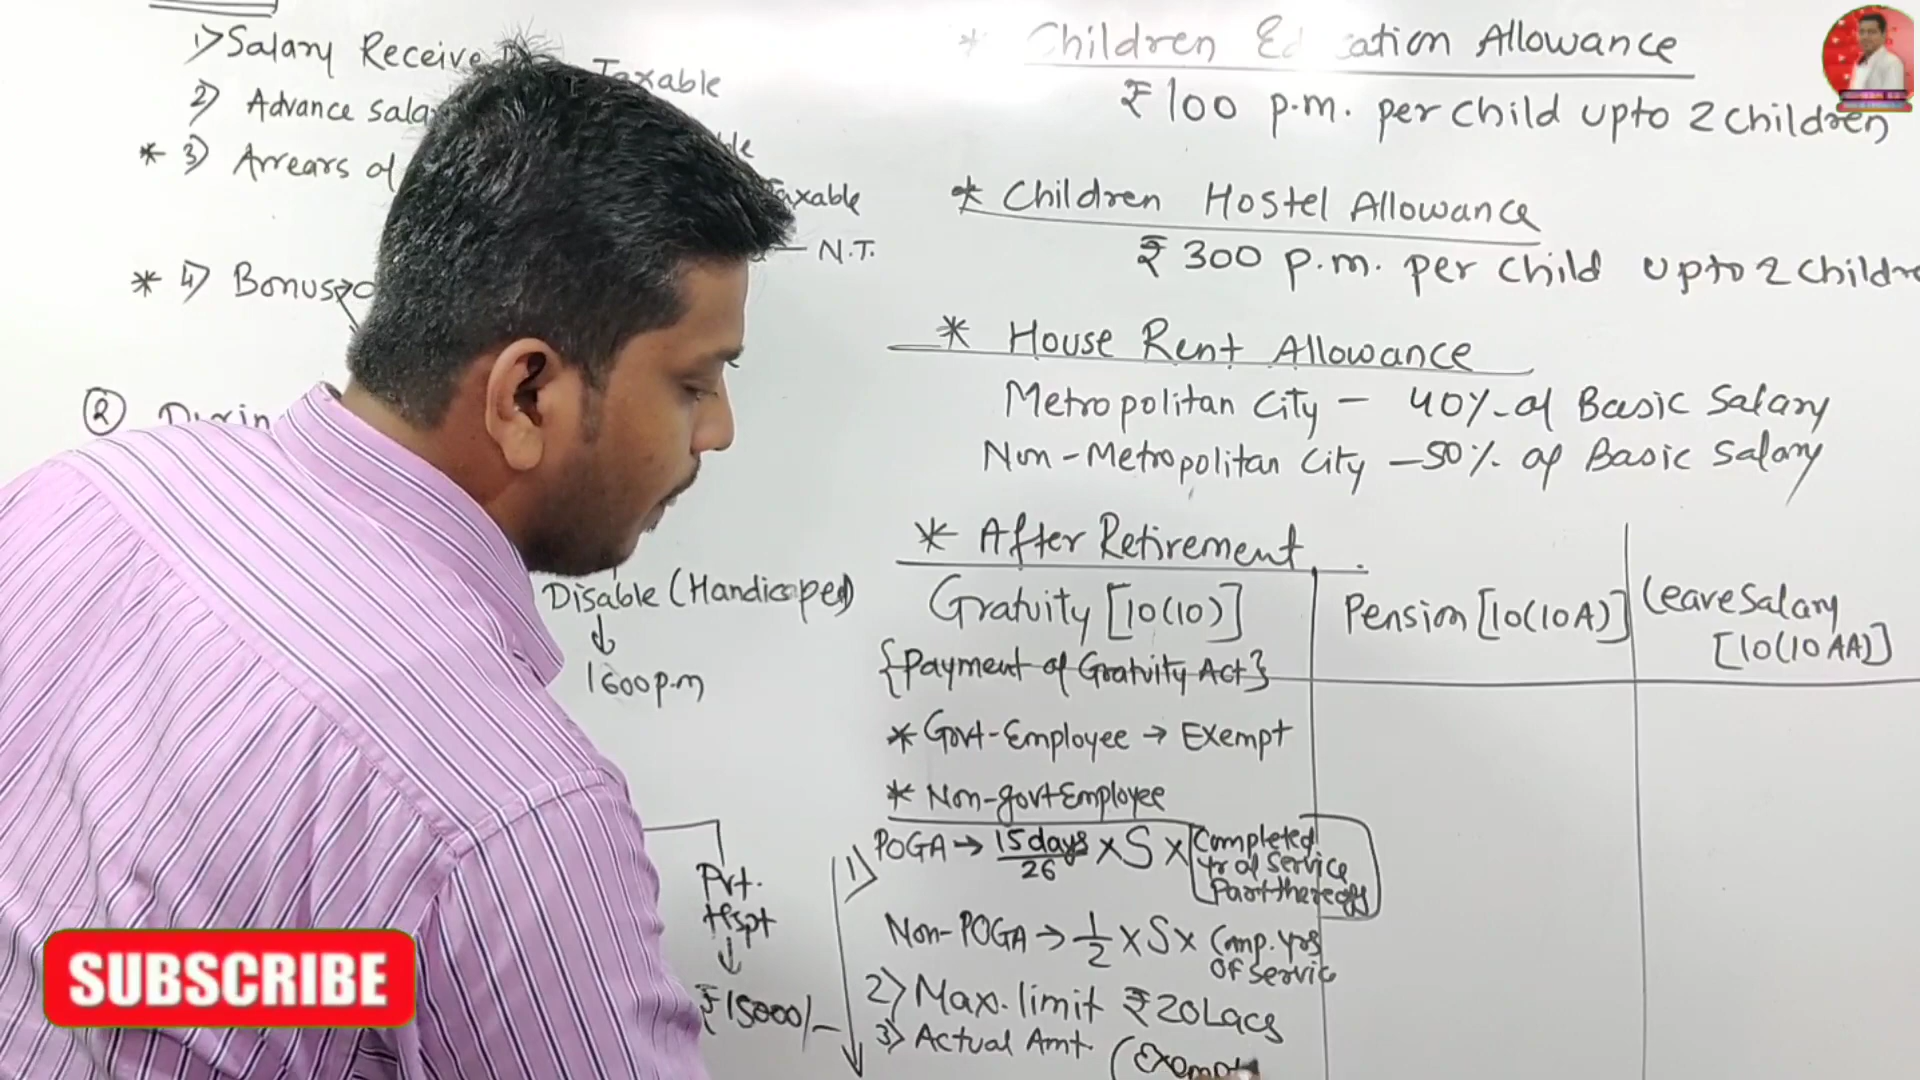 1) Salary Receive
Taxable
2) Advance Sala
* 3) Arrears of
Taxable
N.T.
* 4) Bonus
② Durin
Disable (Handicaped)
1600 p.m
Prt.
Hspt
₹15000/-
* Children Education Allowance
₹100 p.m. per child upto 2 children
* Children Hostel Allowance
₹ 300 p.m. per child upto 2 childre
* House Rent Allowance
Metropolitan City - 40% of Basic Salary
Non-Metropolitan City - 50% of Basic Salary
* After Retirement
Gratuity [10(10)]
{Payment of Gratuity Act}
* Govt-Employee → Exempt
* Non-govt Employee
1) POGA → 15 days/26 × S × Completed
yr of Service
Part thereof
Non-POGA → 1/2 × S × Comp. yrs
of Servic
2) Max. limit ₹20Lacs
3) Actual Amt.
(Exempt
Pension [10(10A)]
Leave Salary
[10(10AA)]
SUBSCRIBE